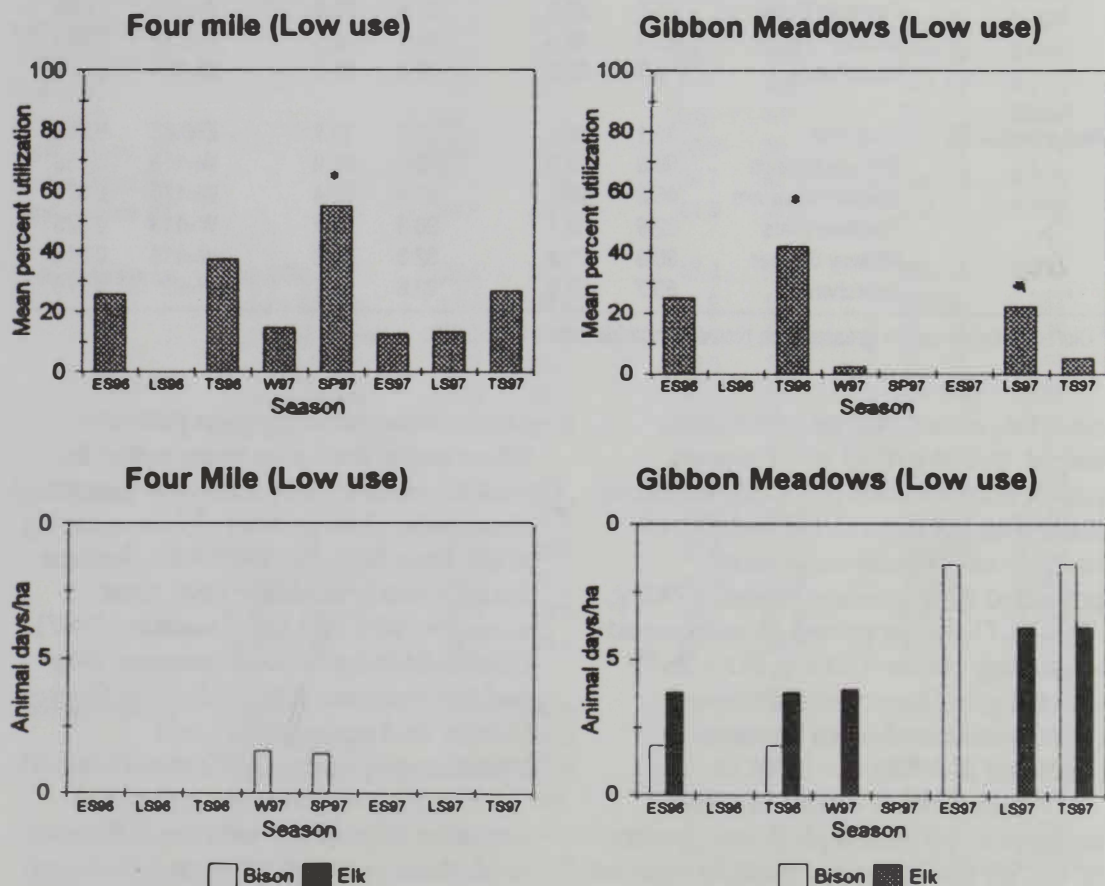 Four mile (Low use)
Mean percent utilization
100
80
60
40
20
0
*
ES96 LS96 TS96 W97 SP97 ES97 LS97 TS97
Season
Gibbon Meadows (Low use)
Mean percent utilization
100
80
60
40
20
0
*
*
ES96 LS96 TS96 W97 SP97 ES97 LS97 TS97
Season
Four Mile (Low use)
Animal days/ha
0
5
0
ES96 LS96 TS96 W97 SP97 ES97 LS97 TS97
Season
Bison Elk
Gibbon Meadows (Low use)
Animal days/ha
0
5
0
ES96 LS96 TS96 W97 SP97 ES97 LS97 TS97
Season
Bison Elk